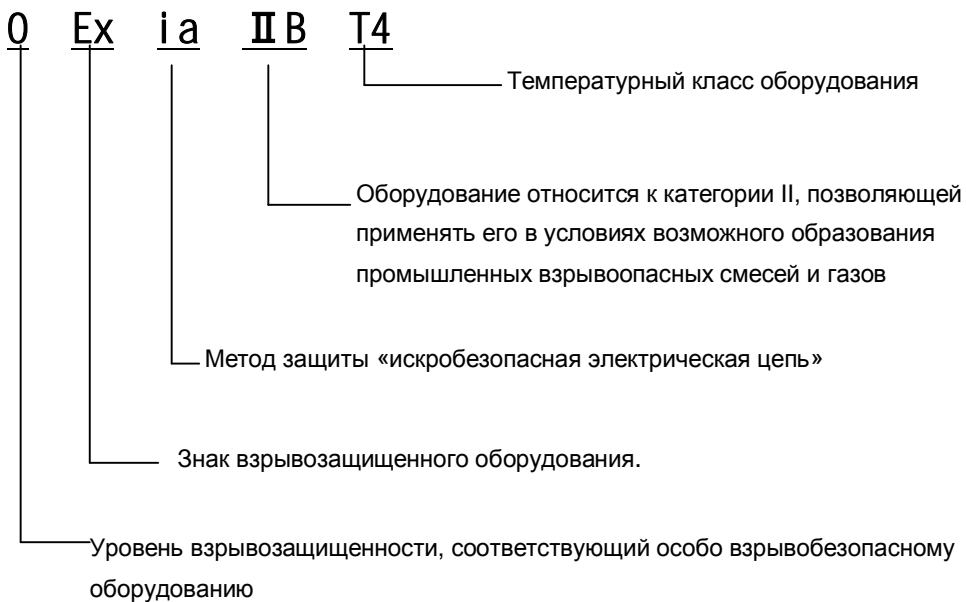 0 Ex ia ⅡB T4
Температурный класс оборудования
Оборудование относится к категории II, позволяющей
применять его в условиях возможного образования
промышленных взрывоопасных смесей и газов
Метод защиты «искробезопасная электрическая цепь»
Знак взрывозащищенного оборудования.
Уровень взрывозащищенности, соответствующий особо взрывобезопасному
оборудованию